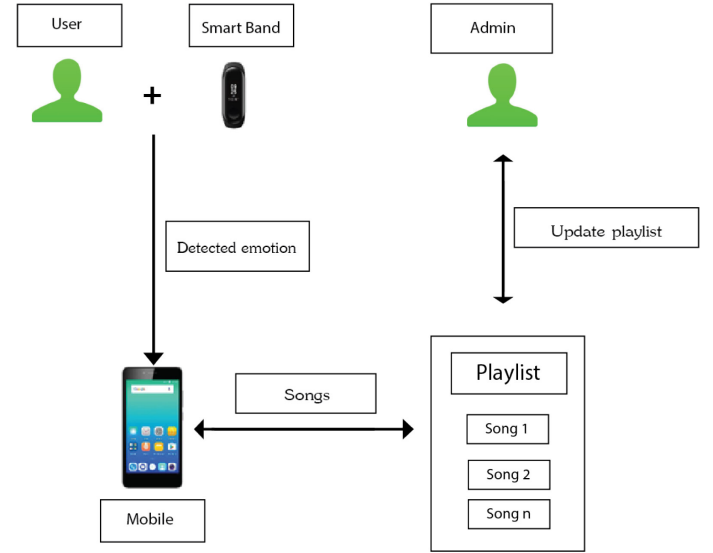 User
Smart Band
Admin
Detected emotion
Update playlist
Songs
Playlist
Song 1
Song 2
Song n
Mobile